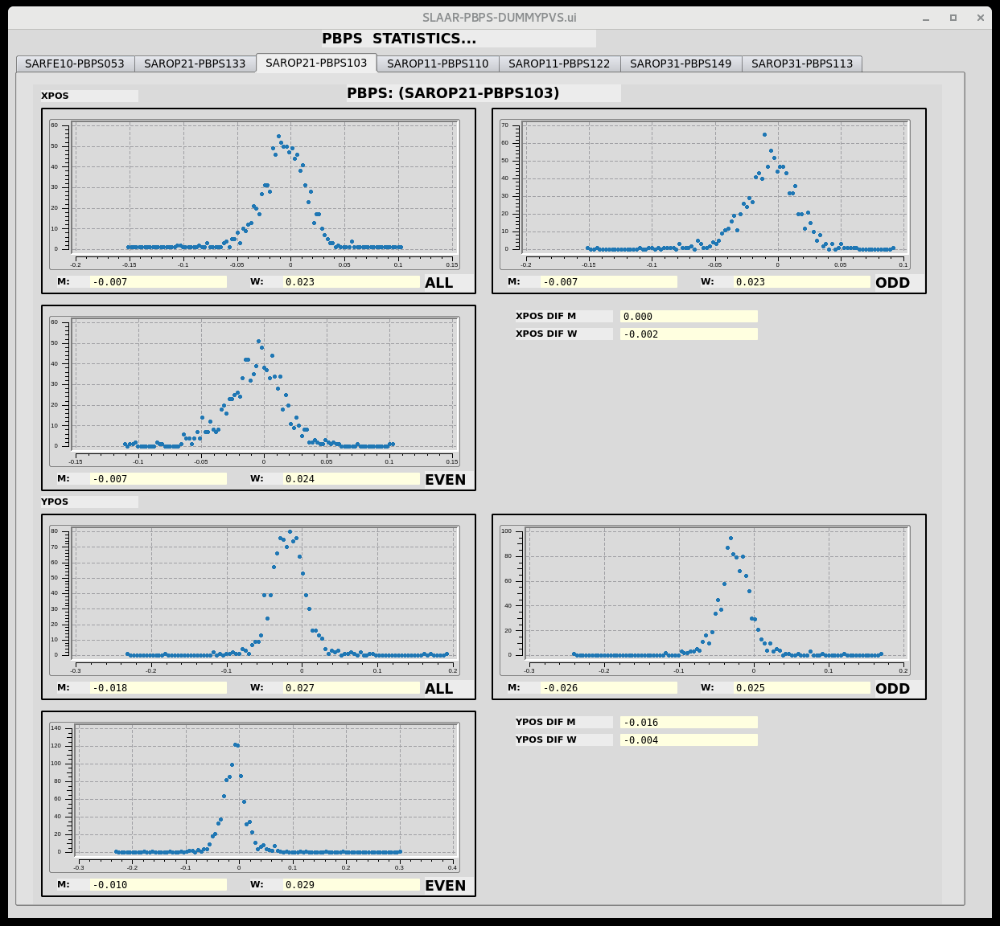 SLAAR-PBPS-DUMMYPVS.ui
PBPS STATISTICS...
SARFE10-PBPS053 SAROP21-PBPS133 SAROP21-PBPS103 SAROP11-PBPS110 SAROP11-PBPS122 SAROP31-PBPS149 SAROP31-PBPS113
PBPS: (SAROP21-PBPS103)
XPOS
60
50
40
30
20
10
0
-0.2 -0.15 -0.1 -0.05 0 0.05 0.1 0.15
M: -0.007 W: 0.023 ALL
70
60
50
40
30
20
10
0
-0.2 -0.15 -0.1 -0.05 0 0.05 0.1
M: -0.007 W: 0.023 ODD
60
50
40
30
20
10
0
-0.15 -0.1 -0.05 0 0.05 0.1 0.15
M: -0.007 W: 0.024 EVEN
XPOS DIF M 0.000
XPOS DIF W -0.002
YPOS
80
70
60
50
40
30
20
10
0
-0.3 -0.2 -0.1 0 0.1 0.2
M: -0.018 W: 0.027 ALL
100
80
60
40
20
0
-0.3 -0.2 -0.1 0 0.1 0.2
M: -0.026 W: 0.025 ODD
140
120
100
80
60
40
20
0
-0.3 -0.2 -0.1 0 0.1 0.2 0.3 0.4
M: -0.010 W: 0.029 EVEN
YPOS DIF M -0.016
YPOS DIF W -0.004